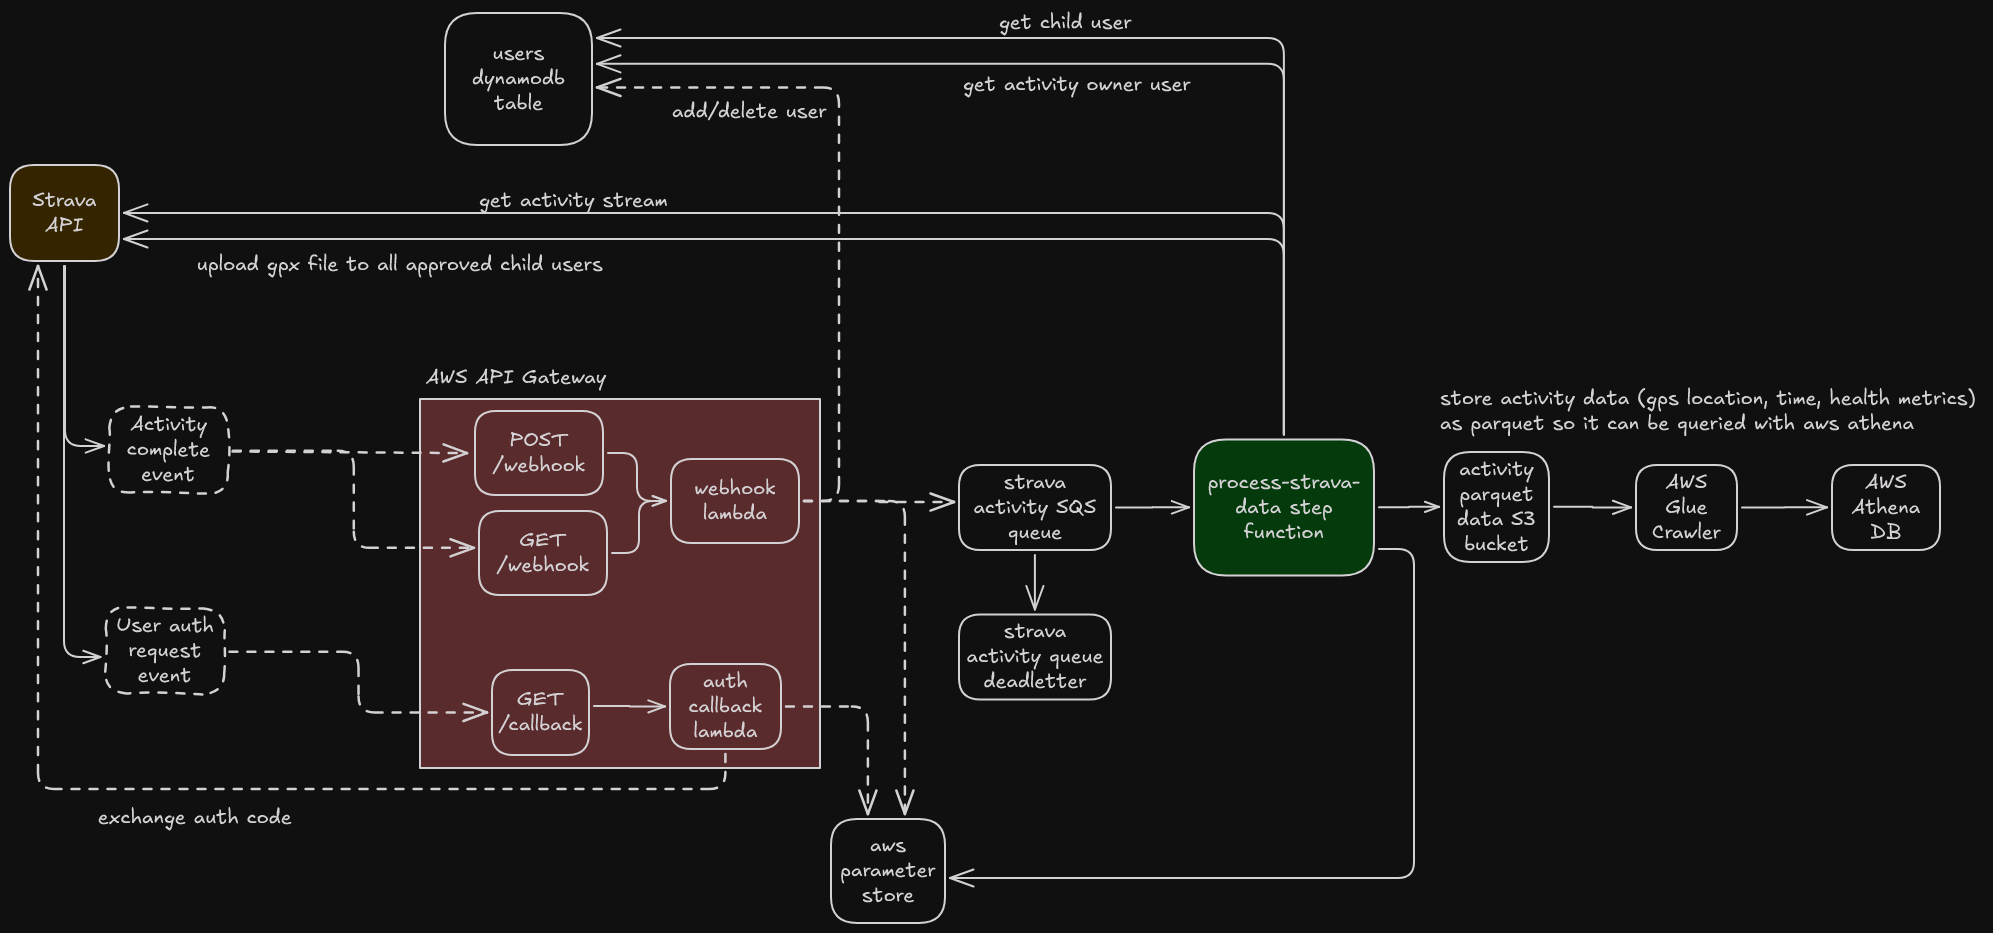 get child user
users
dynamodb
table
get activity owner user
add/delete user
Strava
API
get activity stream
upload gpx file to all approved child users
AWS API Gateway
Activity
complete
event
POST
/webhook
webhook
lambda
GET
/webhook
strava
activity SQS
queue
process-strava-
data step
function
store activity data (gps location, time, health metrics)
as parquet so it can be queried with aws athena
activity
parquet
data S3
bucket
AWS
Glue
Crawler
AWS
Athena
DB
User auth
request
event
strava
activity queue
deadletter
GET
/callback
auth
callback
lambda
exchange auth code
aws
parameter
store